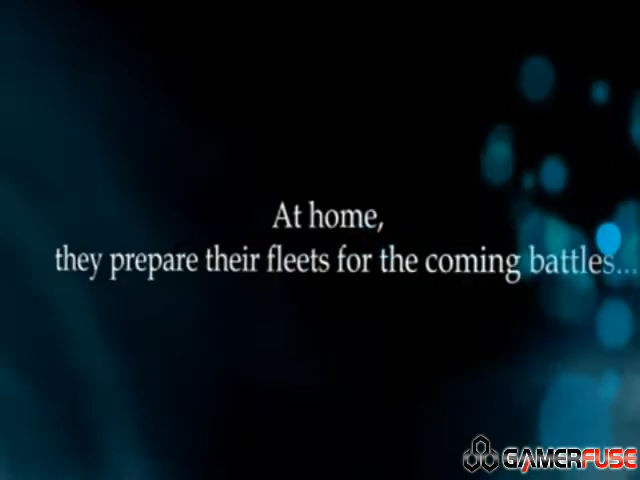 At home,
they prepare their fleets for the coming battles...
GAMERFUSE